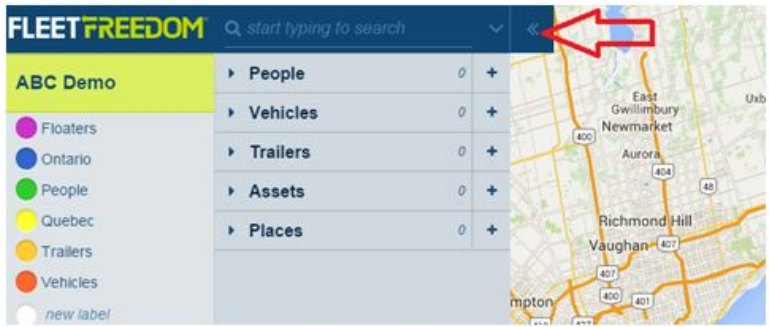 FLEETFREEDOM
start typing to search
ABC Demo
Floaters
Ontario
People
Quebec
Trailers
Vehicles
new label
People 0 +
Vehicles 0 +
Trailers 0 +
Assets 0 +
Places 0 +
East
Gwillimbury
Uxb
Newmarket
400
Aurora
404
48
Richmond Hill
Vaughan 407
407
400 401
mpton